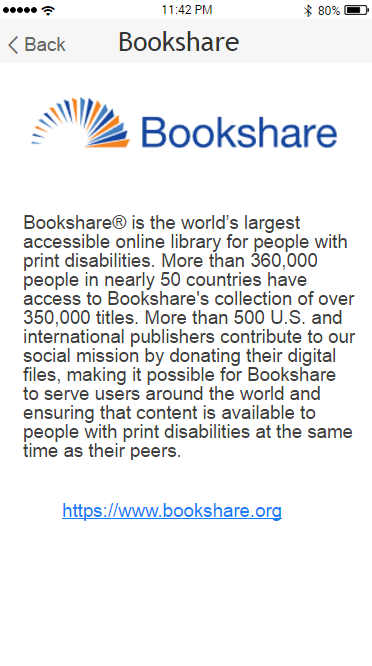 11:42 PM
80%
Back
Bookshare
Bookshare
Bookshare® is the world’s largest
accessible online library for people with
print disabilities. More than 360,000
people in nearly 50 countries have
access to Bookshare's collection of over
350,000 titles. More than 500 U.S. and
international publishers contribute to our
social mission by donating their digital
files, making it possible for Bookshare
to serve users around the world and
ensuring that content is available to
people with print disabilities at the same
time as their peers.
https://www.bookshare.org